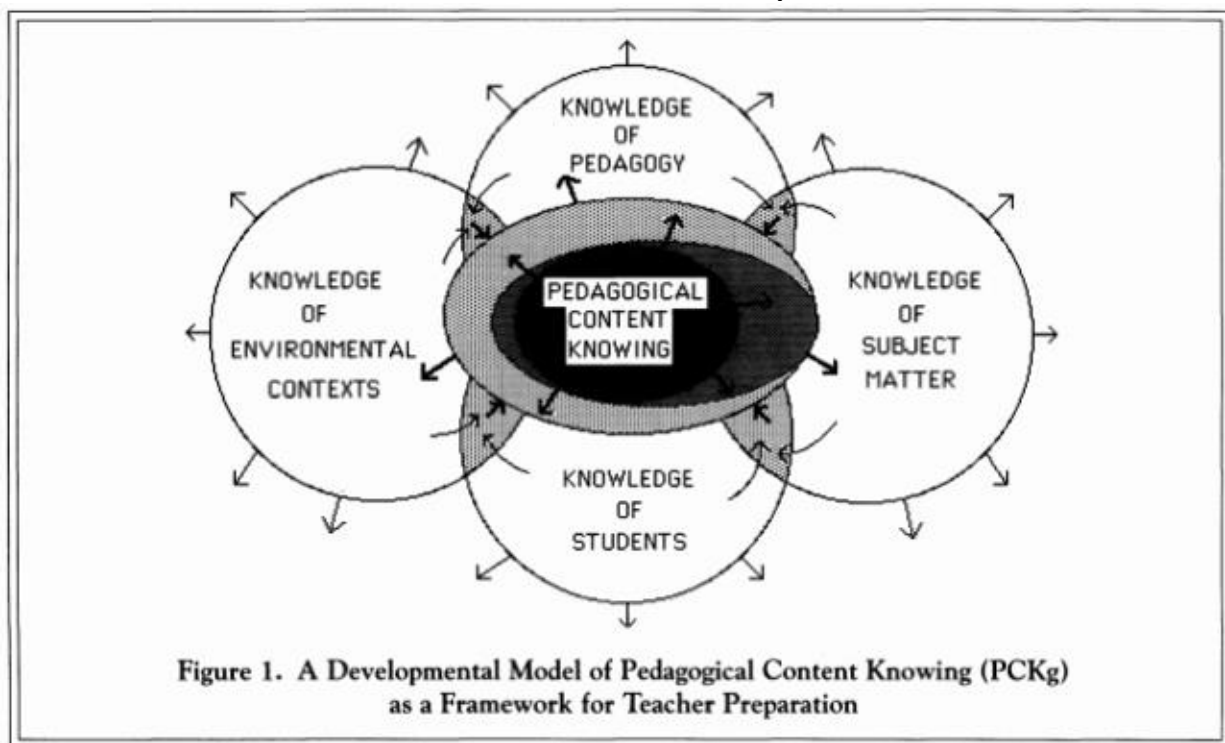 KNOWLEDGE
OF
PEDAGOGY
KNOWLEDGE
OF
ENVIRONMENTAL
CONTEXTS
PEDAGOGICAL
CONTENT
KNOWING
KNOWLEDGE
OF
SUBJECT
MATTER
KNOWLEDGE
OF
STUDENTS
Figure 1. A Developmental Model of Pedagogical Content Knowing (PCKg)
as a Framework for Teacher Preparation